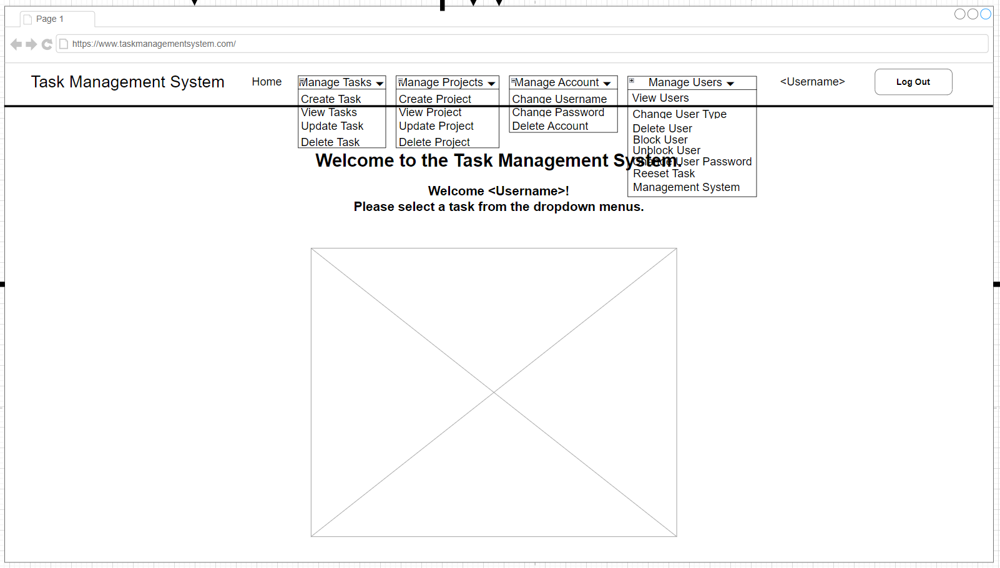 Page 1
https://www.taskmanagementsystem.com/
Task Management System
Home
Manage Tasks
Create Task
View Tasks
Update Task
Delete Task
Manage Projects
Create Project
View Project
Update Project
Delete Project
Manage Account
Change Username
Change Password
Delete Account
Manage Users
View Users
Change User Type
Delete User
Block User
Unblock User
Change User Password
Reeset Task
Management System
<Username>
Log Out
Welcome to the Task Management System.
Welcome <Username>!
Please select a task from the dropdown menus.